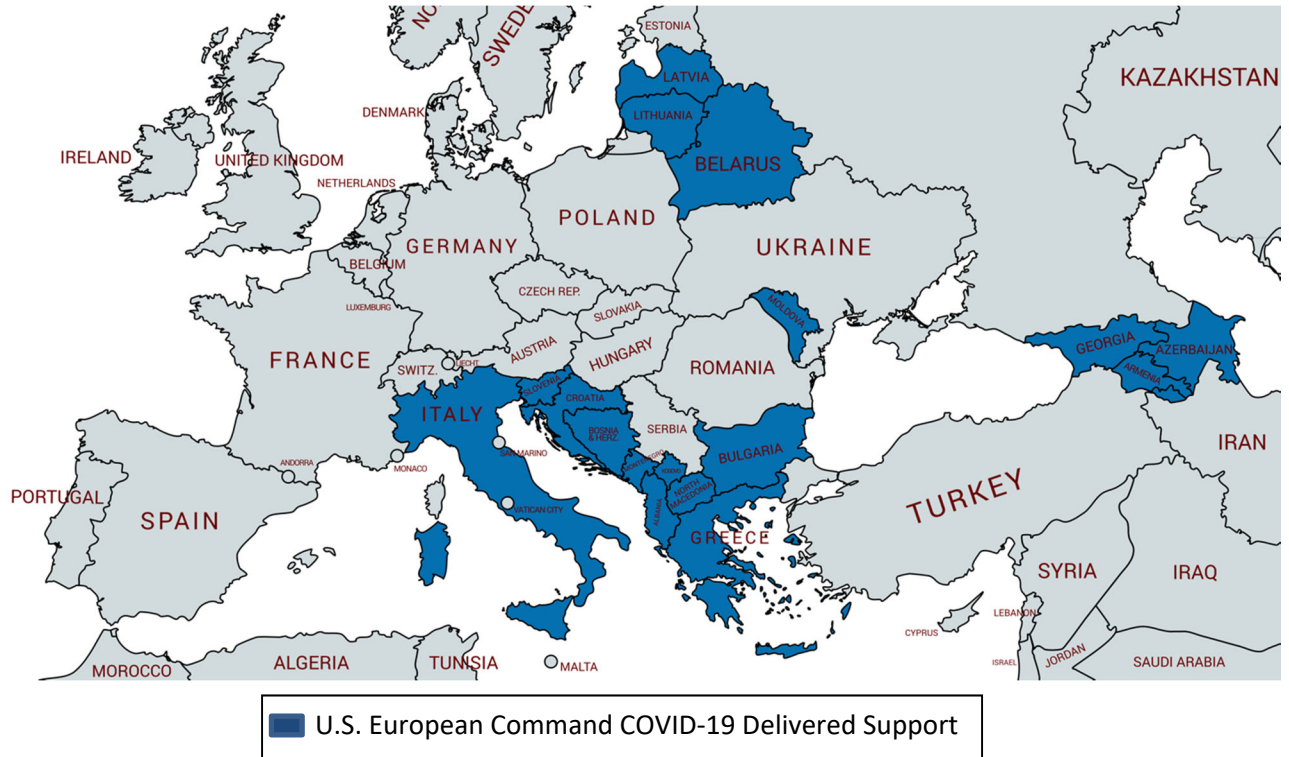 NO
SWEDE
ESTONIA
LATVIA
KAZAKHSTAN
DENMARK
LITHUANIA
IRELAND
UNITED KINGDOM
BELARUS
NETHERLANDS
POLAND
GERMANY
UKRAINE
BELGIUM
CZECH REP.
LUXEMBURG
SLOVAKIA
MOLDOVA
FRANCE
AUSTRIA
HUNGARY
GEORGIA
AZERBAIJAN
SWITZ.
LIECHT.
ROMANIA
ARMENIA
SLOVENIA
CROATIA
ITALY
BOSNIA
& HERZ.
SERBIA
IRAN
SAN MARINO
MONTENEGRO
KOSOVO
BULGARIA
ANDORRA
MONACO
NORTH
MACEDONIA
PORTUGAL
SPAIN
VATICAN CITY
ALBANIA
GREECE
TURKEY
SYRIA
IRAQ
LEBANON
CYPRUS
MOROCCO
ALGERIA
TUNISIA
MALTA
ISRAEL
JORDAN
SAUDI ARABIA
U.S. European Command COVID-19 Delivered Support